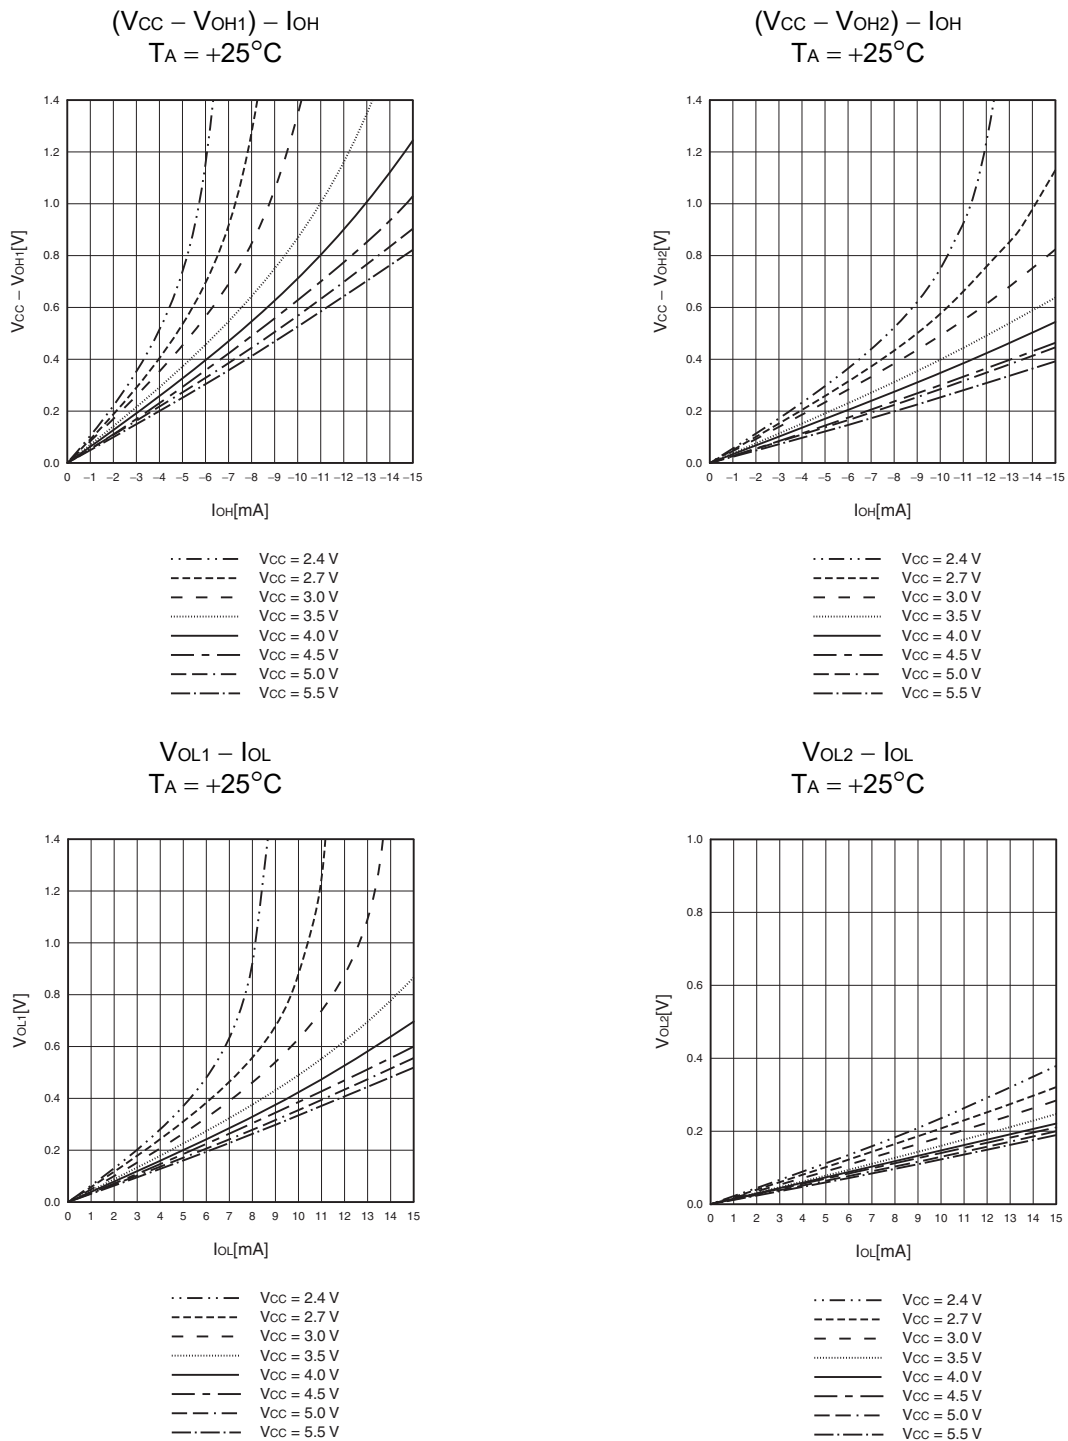 (VCC – VOH1) – IOH
TA = +25°C
1.4
1.2
1.0
0.8
0.6
0.4
0.2
0.0
VCC – VOH1[V]
0 –1 –2 –3 –4 –5 –6 –7 –8 –9 –10 –11 –12 –13 –14 –15
IOH[mA]
VCC = 2.4 V
VCC = 2.7 V
VCC = 3.0 V
VCC = 3.5 V
VCC = 4.0 V
VCC = 4.5 V
VCC = 5.0 V
VCC = 5.5 V
(VCC – VOH2) – IOH
TA = +25°C
1.4
1.2
1.0
0.8
0.6
0.4
0.2
0.0
VCC – VOH2[V]
0 –1 –2 –3 –4 –5 –6 –7 –8 –9 –10 –11 –12 –13 –14 –15
IOH[mA]
VCC = 2.4 V
VCC = 2.7 V
VCC = 3.0 V
VCC = 3.5 V
VCC = 4.0 V
VCC = 4.5 V
VCC = 5.0 V
VCC = 5.5 V
VOL1 – IOL
TA = +25°C
1.4
1.2
1.0
0.8
0.6
0.4
0.2
0.0
VOL1[V]
0 1 2 3 4 5 6 7 8 9 10 11 12 13 14 15
IOL[mA]
VCC = 2.4 V
VCC = 2.7 V
VCC = 3.0 V
VCC = 3.5 V
VCC = 4.0 V
VCC = 4.5 V
VCC = 5.0 V
VCC = 5.5 V
VOL2 – IOL
TA = +25°C
1.0
0.8
0.6
0.4
0.2
0.0
VOL2[V]
0 1 2 3 4 5 6 7 8 9 10 11 12 13 14 15
IOL[mA]
VCC = 2.4 V
VCC = 2.7 V
VCC = 3.0 V
VCC = 3.5 V
VCC = 4.0 V
VCC = 4.5 V
VCC = 5.0 V
VCC = 5.5 V